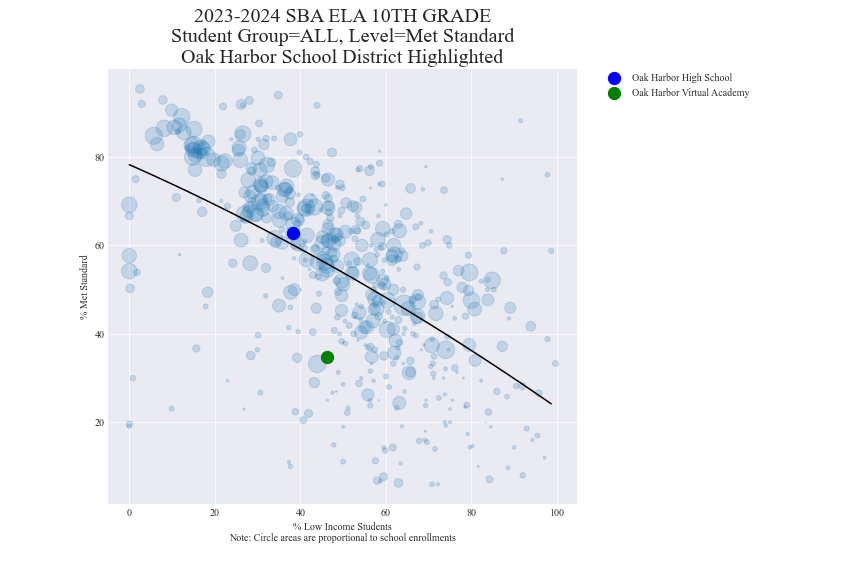 2023-2024 SBA ELA 10TH GRADE
Student Group=ALL, Level=Met Standard
Oak Harbor School District Highlighted
Oak Harbor High School
Oak Harbor Virtual Academy
% Met Standard
80
60
40
20
0 20 40 60 80 100
% Low Income Students
Note: Circle areas are proportional to school enrollments